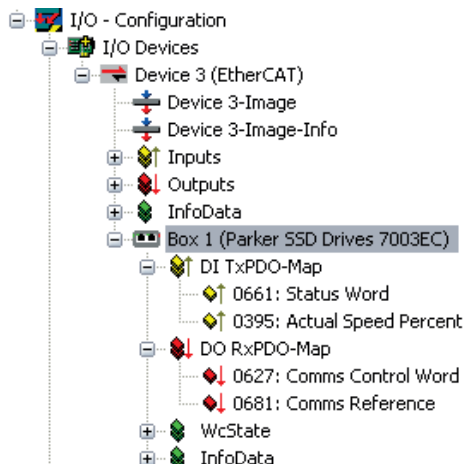 I/O - Configuration
I/O Devices
Device 3 (EtherCAT)
Device 3-Image
Device 3-Image-Info
Inputs
Outputs
InfoData
Box 1 (Parker SSD Drives 7003EC)
DI TxPDO-Map
0661: Status Word
0395: Actual Speed Percent
DO RxPDO-Map
0627: Comms Control Word
0681: Comms Reference
WcState
InfoData